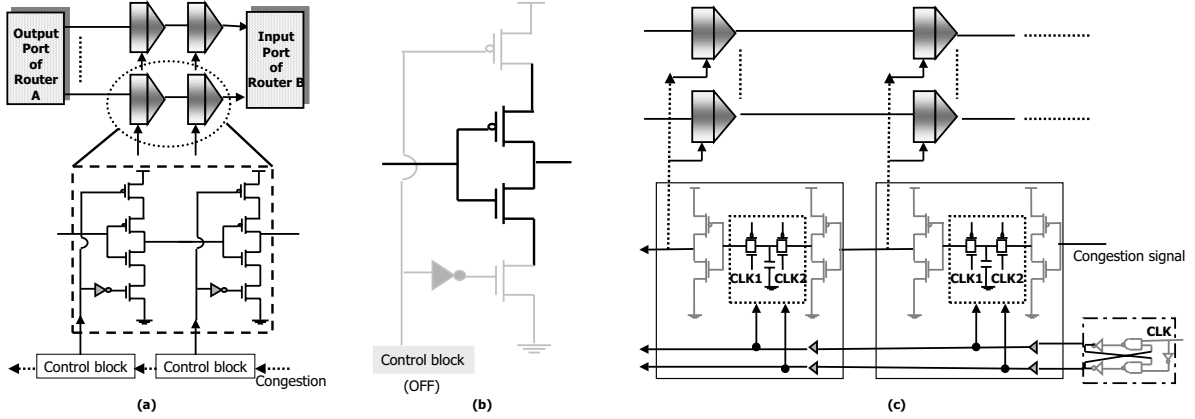 Output
Port
of
Router
A
Input
Port
of
Router B
Control block
Control block
Congestion
(a)
Control block
(OFF)
(b)
CLK1
CLK2
CLK1
CLK2
Congestion signal
CLK
(c)